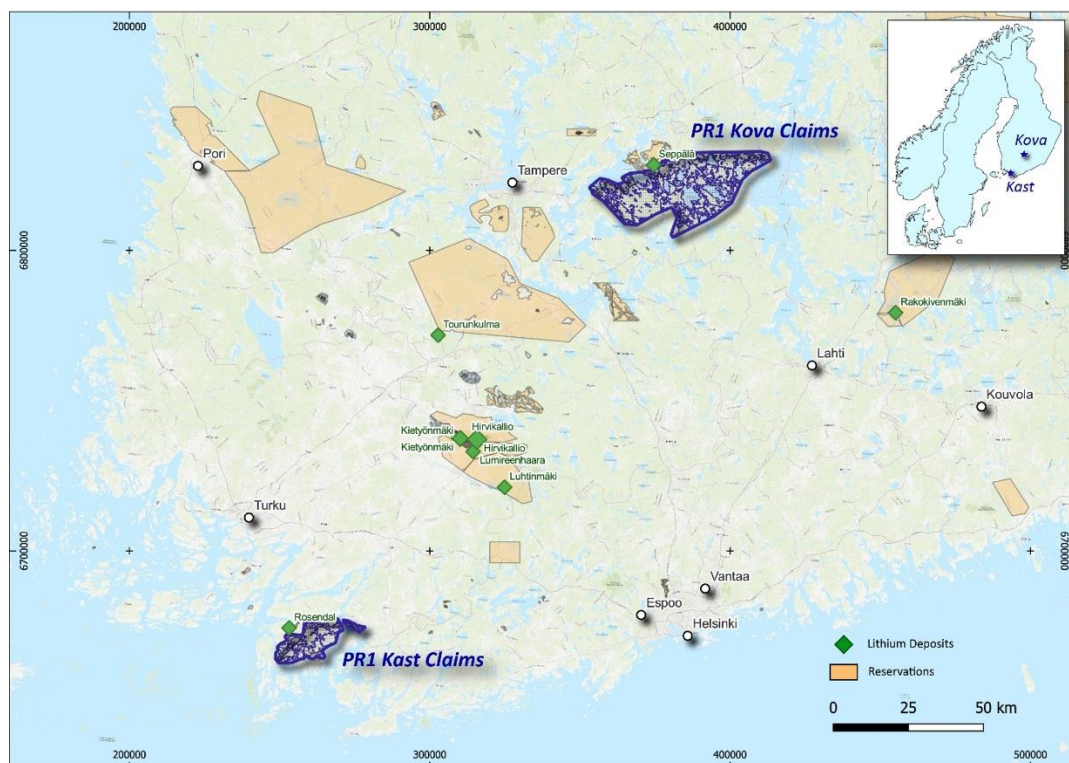 200000
300000
400000
PR1 Kova Claims
Kova
Kast
Pori
Seppälä
Tampere
6800000
Rakokivenmäki
Tourunkulma
Lahti
Kouvola
Kietyönmäki
Hirvikallio
Kietyönmäki
Hirvikallio
Lumireenhaara
Luhtinmäki
Turku
6700000
6700000
Vantaa
Espoo
Helsinki
Rosendal
PR1 Kast Claims
Lithium Deposits
Reservations
0 25 50 km
200000
300000
400000
500000